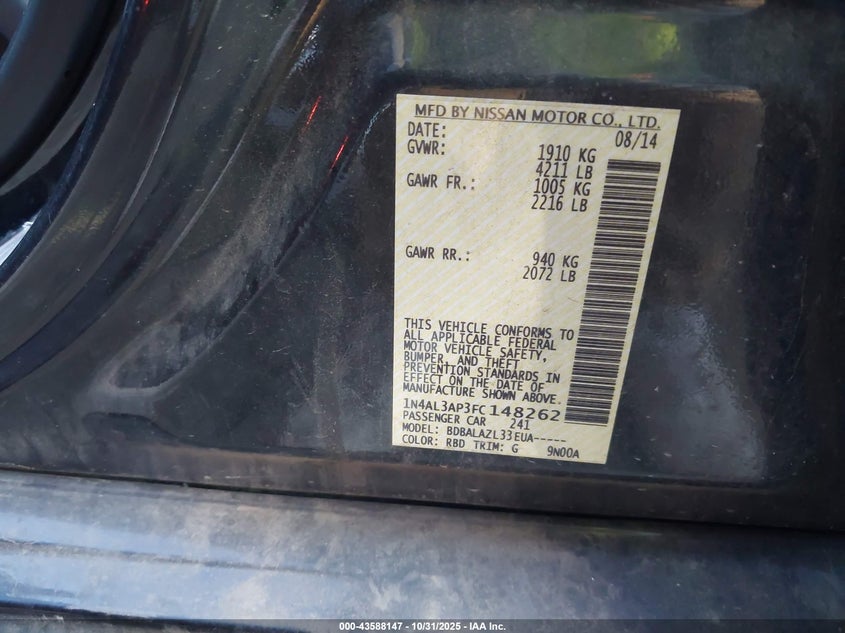 MFD BY NISSAN MOTOR CO., LTD.
DATE: 08/14
GVWR: 1910 KG
4211 LB
GAWR FR.: 1005 KG
2216 LB
GAWR RR.: 940 KG
2072 LB
THIS VEHICLE CONFORMS TO
ALL APPLICABLE FEDERAL
MOTOR VEHICLE SAFETY,
BUMPER, AND THEFT
PREVENTION STANDARDS IN
EFFECT ON THE DATE OF
MANUFACTURE SHOWN ABOVE.
1N4AL3AP3FC148262
PASSENGER CAR 241
MODEL: BDBALAZL33EUA-----
COLOR: RBD TRIM: G 9N00A
000-43588147 - 10/31/2025 - IAA Inc.